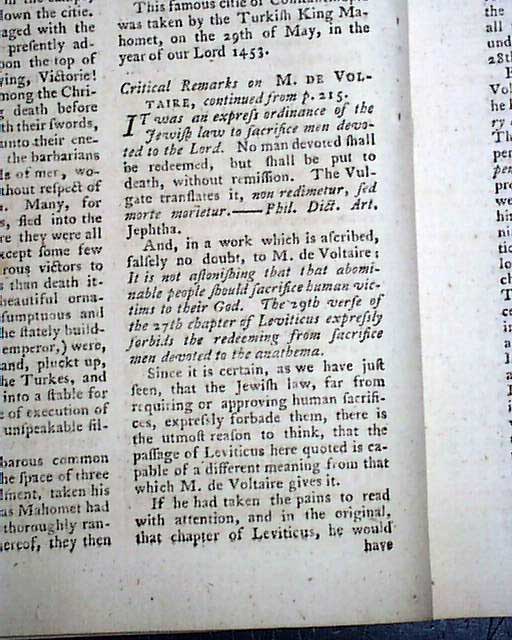 down the citie.
aged with the
presently ad-
on the top of
ying, Victorie!
mong the Chri-
g death before
th their swords,
unto their ene-
the barbarians
ds of mer, wo-
thout respect of
Many, for
s, fled into the
re they were all
xcept some few
rous victors to
s than death it-
beautiful orna-
sumptuous and
he stately build-
emperor,) were,
and, pluckt up,
he Turkes, and
into a stable for
e of execution of
unspeakable sil-
barous common
he space of three
dment, taken his
as Mahomet had
thoroughly ran-
ereof, they then
This famous citie of
was taken by the Turkiſh King Ma-
homet, on the 29th of May, in the
year of our Lord 1453.
Critical Remarks on M. DE VOL-
TAIRE, continued from p. 215.
IT was an expreſs ordinance of the
Jewiſh law to ſacrifice men devo-
ted to the Lord. No man devoted ſhall
be redeemed, but ſhall be put to
death, without remiſſion. The Vul-
gate tranſlates it, non redimetur, ſed
morte morietur.——Phil. Dict. Art.
Jephtha.
And, in a work which is aſcribed,
falſely no doubt, to M. de Voltaire:
It is not aſtoniſhing that that abomi-
nable people ſhould ſacrifice human vic-
tims to their God. The 29th verſe of
the 27th chapter of Leviticus expreſsly
forbids the redeeming from ſacrifice
men devoted to the anathema.
Since it is certain, as we have juſt
ſeen, that the Jewiſh law, far from
requiring or approving human ſacrifi-
ces, expreſsly forbade them, there is
the utmoſt reaſon to think, that the
paſſage of Leviticus here quoted is ca-
pable of a different meaning from that
which M. de Voltaire gives it.
If he had taken the pains to read
with attention, and in the original,
that chapter of Leviticus, he would
have